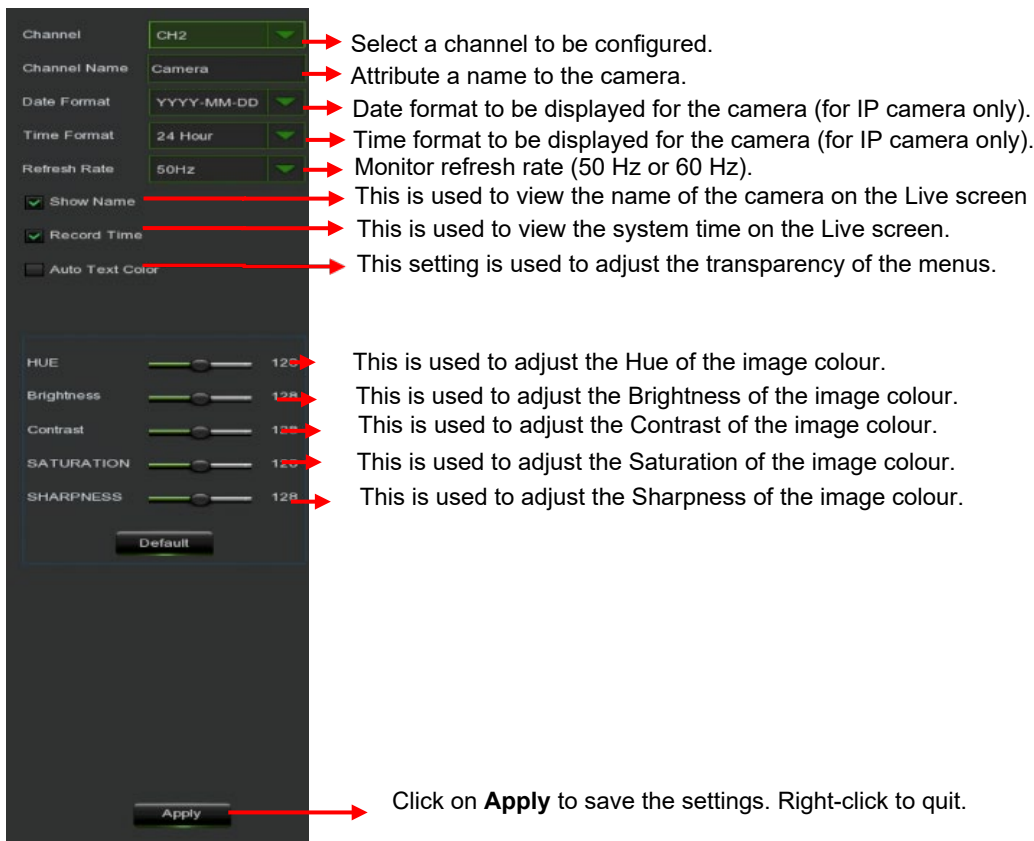 Channel CH2 Select a channel to be configured.
Channel Name Camera Attribute a name to the camera.
Date Format YYYY-MM-DD Date format to be displayed for the camera (for IP camera only).
Time Format 24 Hour Time format to be displayed for the camera (for IP camera only).
Refresh Rate 50Hz Monitor refresh rate (50 Hz or 60 Hz).
Show Name This is used to view the name of the camera on the Live screen
Record Time This is used to view the system time on the Live screen.
Auto Text Color This setting is used to adjust the transparency of the menus.
HUE 128 This is used to adjust the Hue of the image colour.
Brightness 128 This is used to adjust the Brightness of the image colour.
Contrast 128 This is used to adjust the Contrast of the image colour.
SATURATION 128 This is used to adjust the Saturation of the image colour.
SHARPNESS 128 This is used to adjust the Sharpness of the image colour.
Default
Apply Click on Apply to save the settings. Right-click to quit.